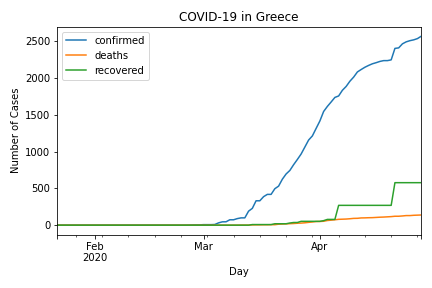 COVID-19 in Greece
confirmed
deaths
recovered
Number of Cases
2500
2000
1500
1000
500
0
Feb
2020
Mar
Apr
Day